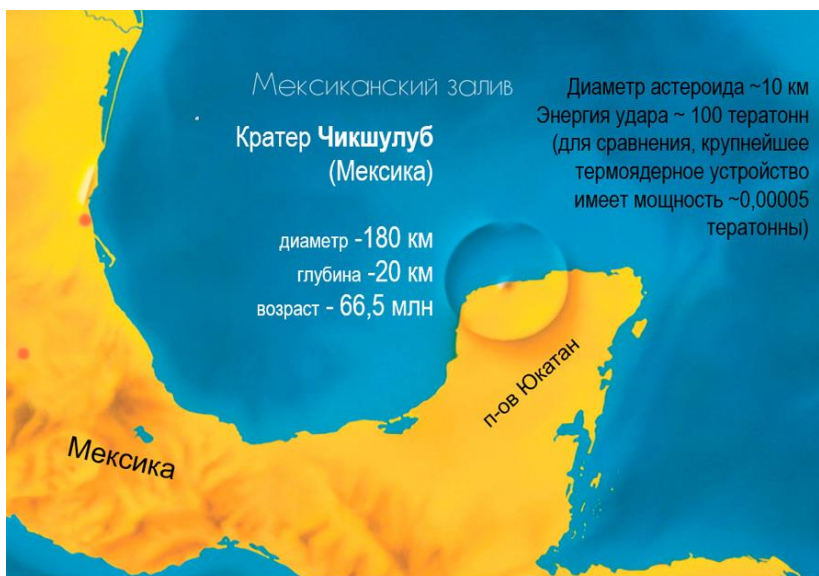 Мексиканский залив
Кратер Чикшулуб
(Мексика)
диаметр -180 км
глубина -20 км
возраст - 66,5 млн
Диаметр астероида ~10 км
Энергия удара ~ 100 тератонн
(для сравнения, крупнейшее
термоядерное устройство
имеет мощность ~0,00005
тератонны)
п-ов Юкатан
Мексика